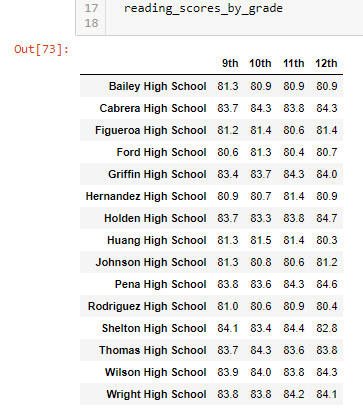 17 reading_scores_by_grade
18
Out[73]:
9th 10th 11th 12th
Bailey High School 81.3 80.9 80.9 80.9
Cabrera High School 83.7 84.3 83.8 84.3
Figueroa High School 81.2 81.4 80.6 81.4
Ford High School 80.6 81.3 80.4 80.7
Griffin High School 83.4 83.7 84.3 84.0
Hernandez High School 80.9 80.7 81.4 80.9
Holden High School 83.7 83.3 83.8 84.7
Huang High School 81.3 81.5 81.4 80.3
Johnson High School 81.3 80.8 80.6 81.2
Pena High School 83.8 83.6 84.3 84.6
Rodriguez High School 81.0 80.6 80.9 80.4
Shelton High School 84.1 83.4 84.4 82.8
Thomas High School 83.7 84.3 83.6 83.8
Wilson High School 83.9 84.0 83.8 84.3
Wright High School 83.8 83.8 84.2 84.1